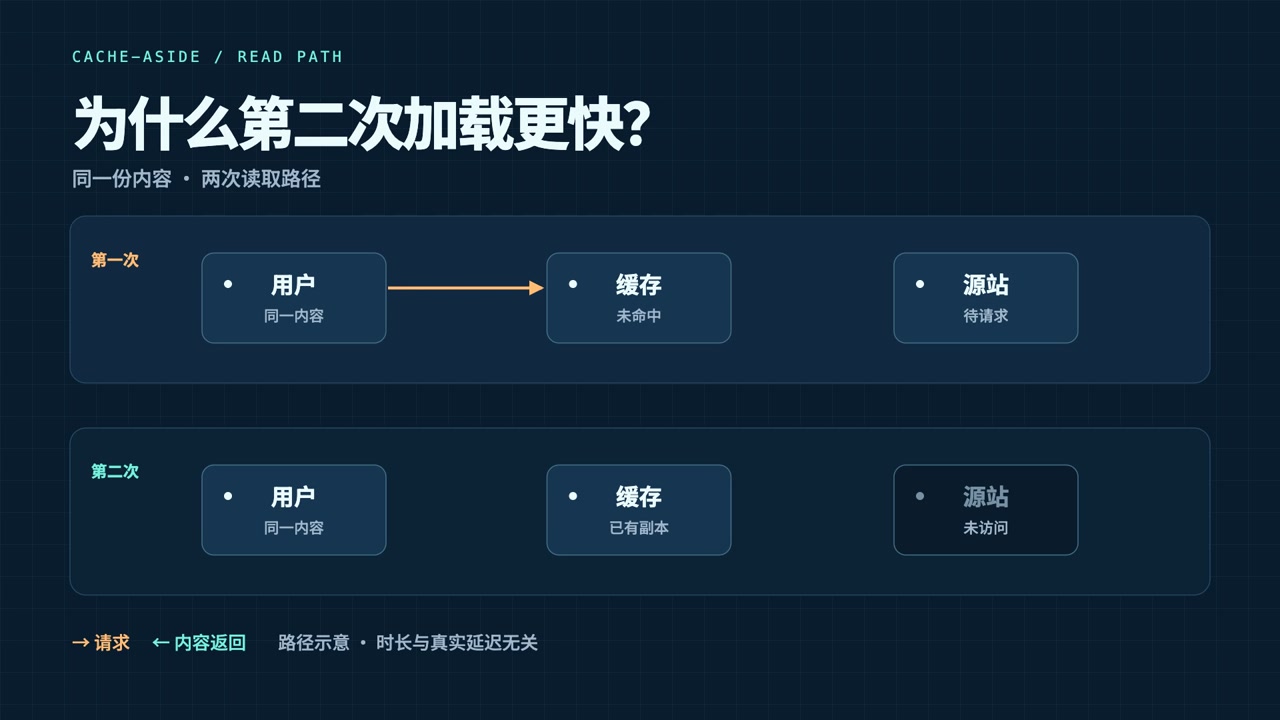 CACHE-ASIDE / READ PATH
为什么第二次加载更快？
同一份内容 • 两次读取路径
第一次
用户
同一内容
缓存
未命中
源站
待请求
第二次
用户
同一内容
缓存
已有副本
源站
未访问
→ 请求 ← 内容返回 路径示意 • 时长与真实延迟无关